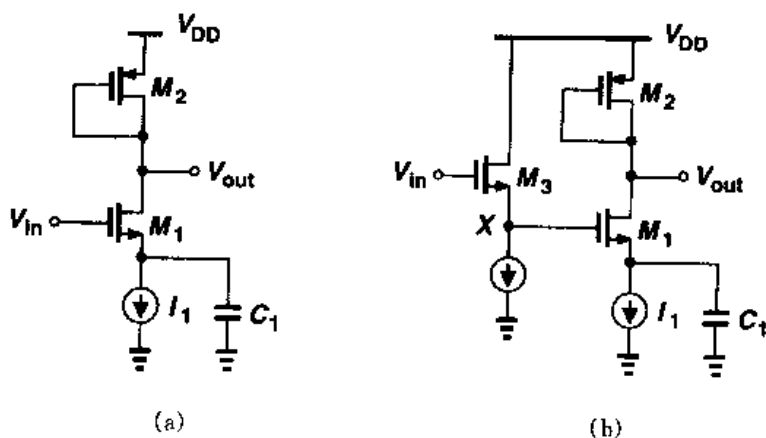 V_DD
M_2
V_out
V_in
M_1
I_1
C_1
(a)
V_DD
M_2
V_in
M_3
V_out
X
M_1
I_1
C_1
(b)